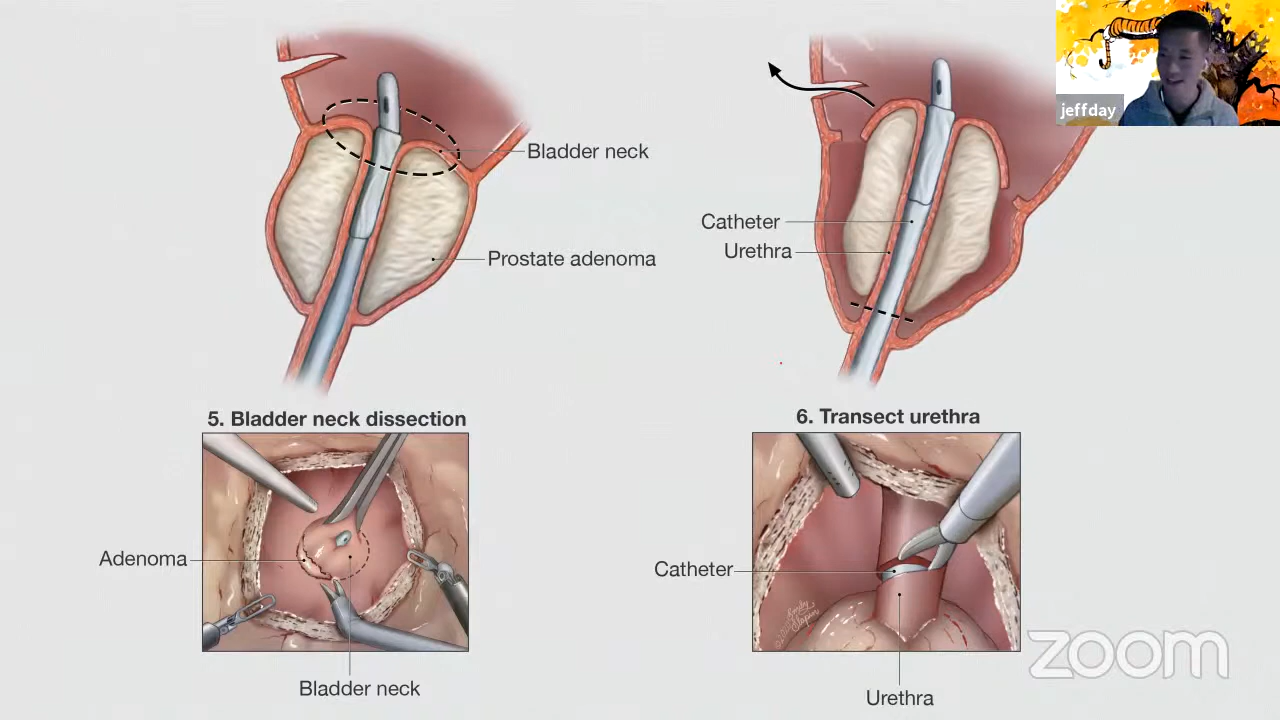 jeffday
Bladder neck
Prostate adenoma
Catheter
Urethra
5. Bladder neck dissection
6. Transect urethra
Adenoma
Bladder neck
Catheter
Urethra
zoom